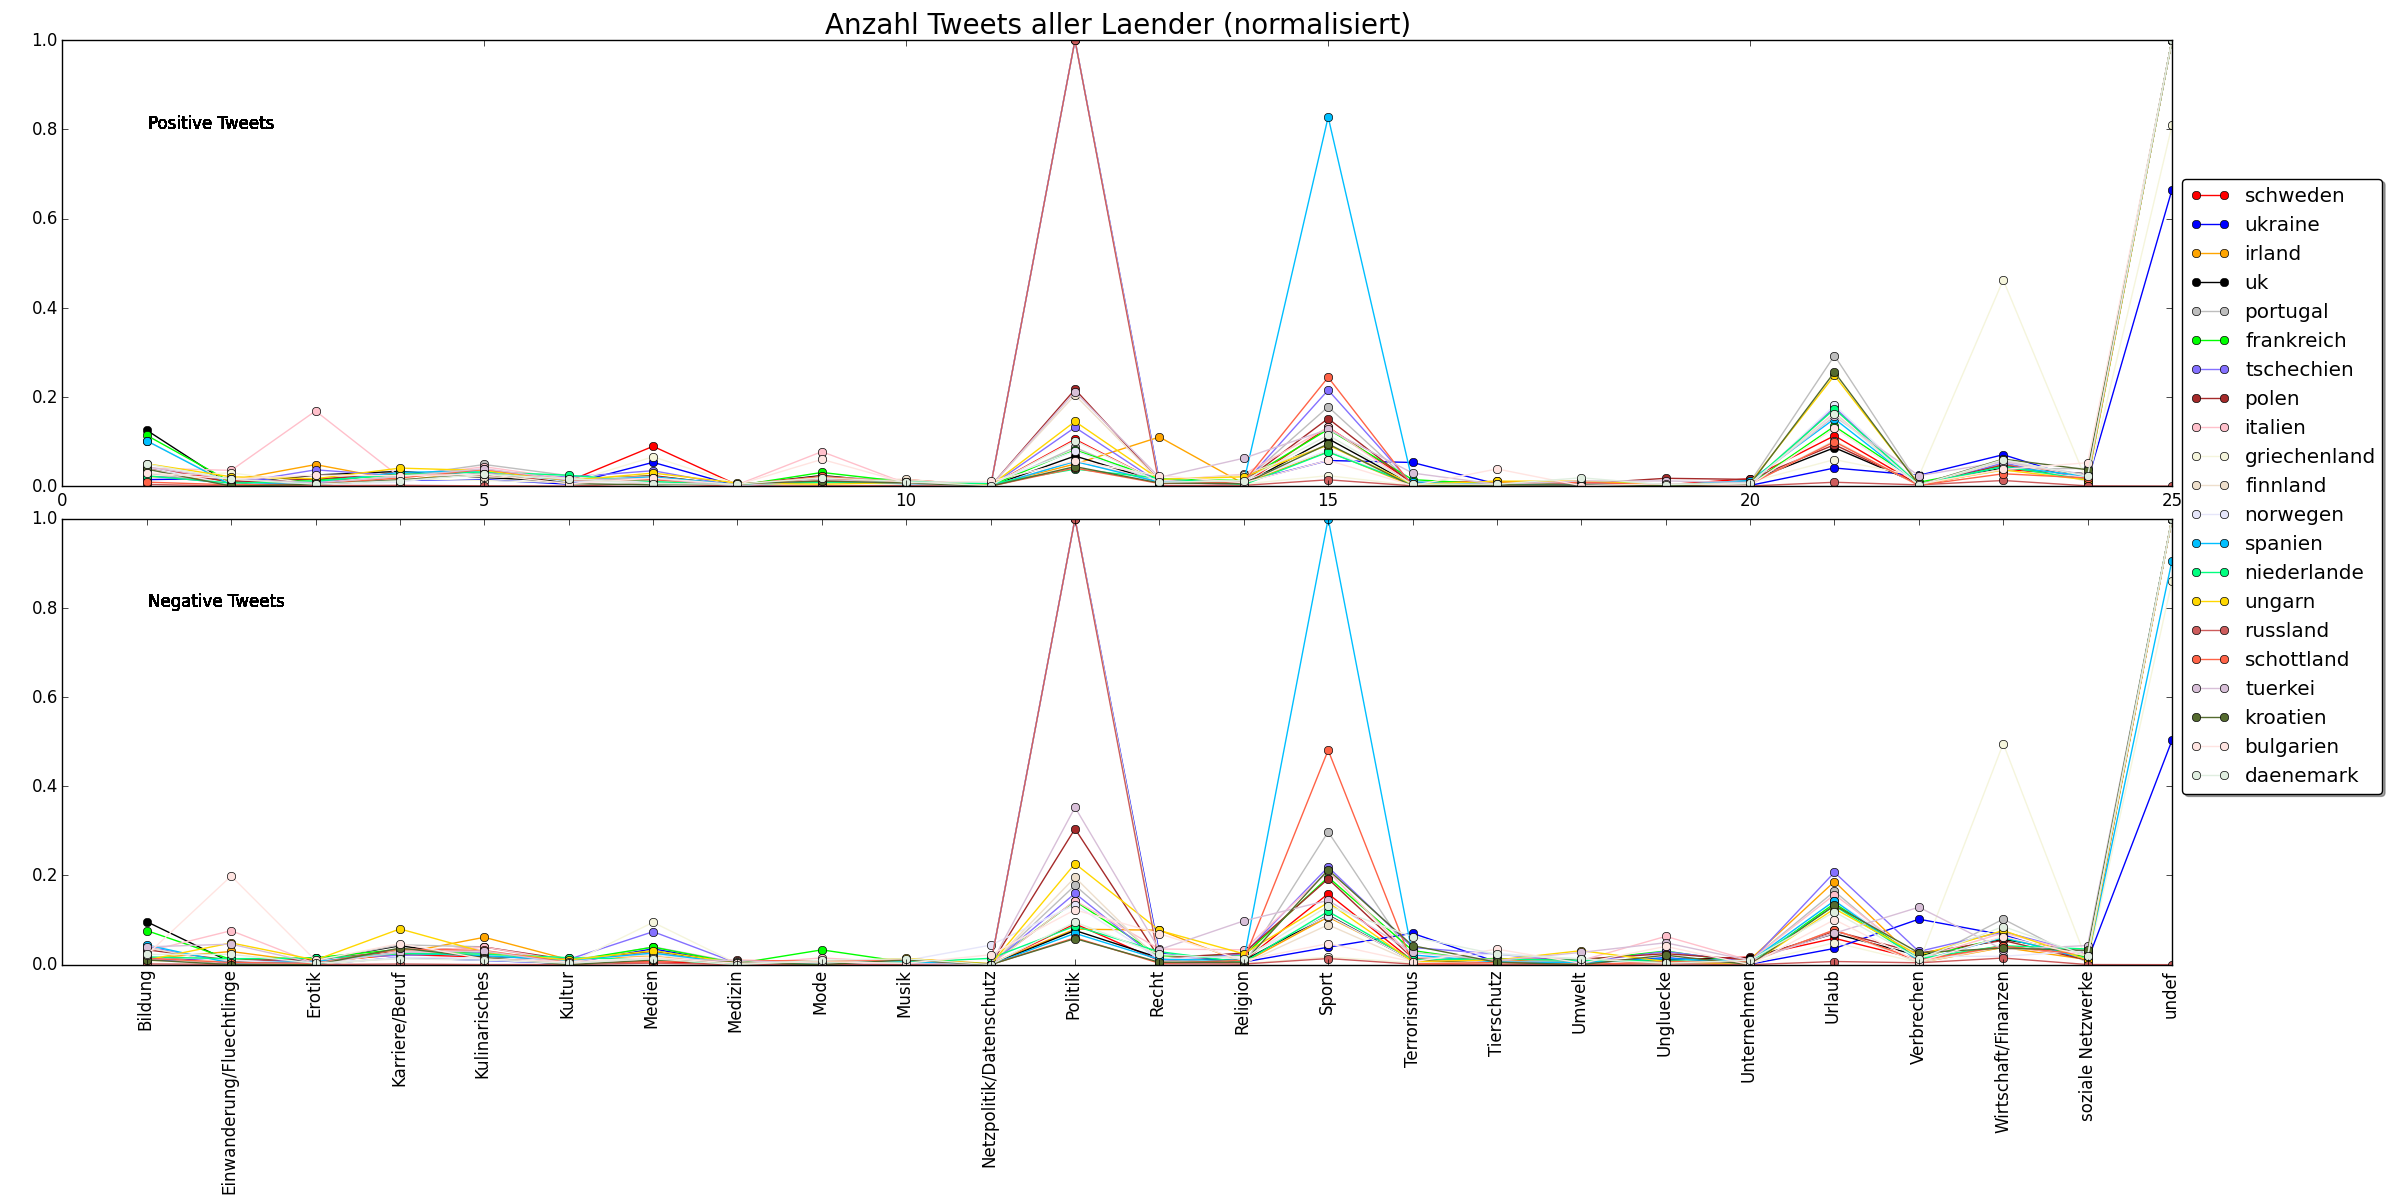 Anzahl Tweets aller Laender (normalisiert)
1.0
0.8
0.6
0.4
0.2
0.0
Positive Tweets
0 5 10 15 20 25
1.0
0.8
0.6
0.4
0.2
0.0
Negative Tweets
Bildung
Einwanderung/Fluechtlinge
Erotik
Karriere/Beruf
Kulinarisches
Kultur
Medien
Medizin
Mode
Musik
Netzpolitik/Datenschutz
Politik
Recht
Religion
Sport
Terrorismus
Tierschutz
Umwelt
Ungluecke
Unternehmen
Urlaub
Verbrechen
Wirtschaft/Finanzen
soziale Netzwerke
undef
schweden
ukraine
irland
uk
portugal
frankreich
tschechien
polen
italien
griechenland
finnland
norwegen
spanien
niederlande
ungarn
russland
schottland
tuerkei
kroatien
bulgarien
daenemark